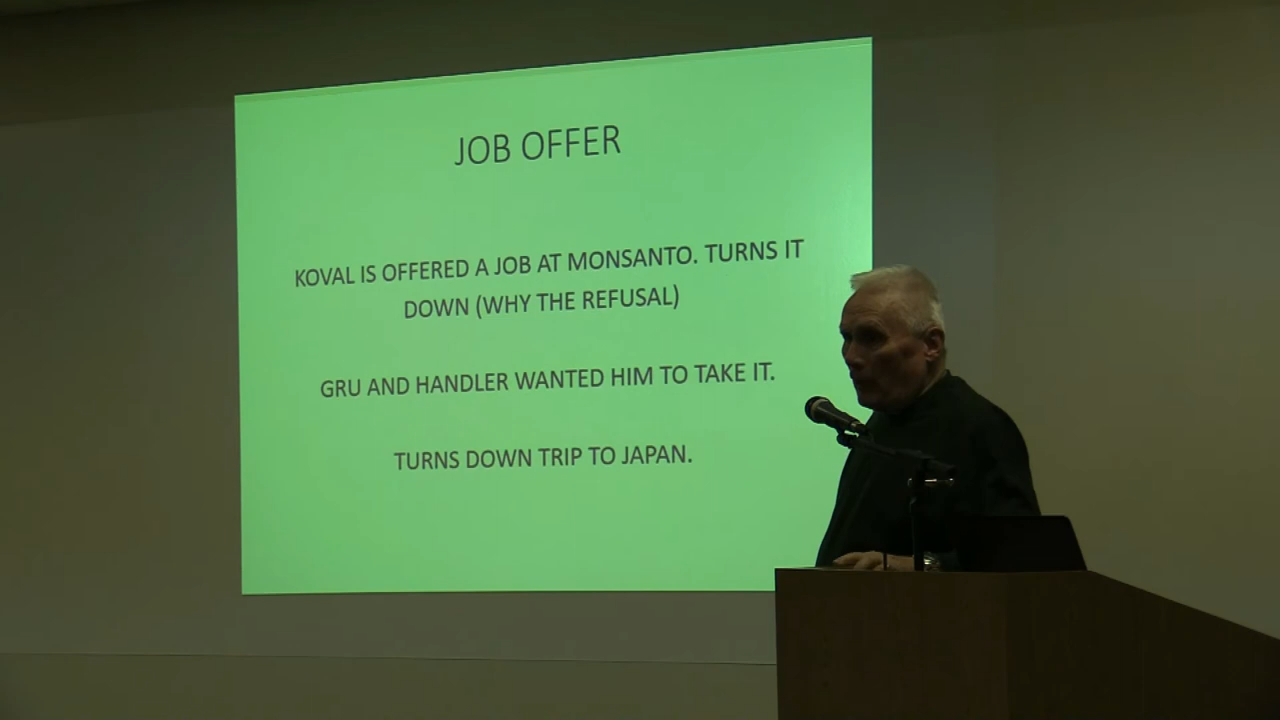 JOB OFFER
KOVAL IS OFFERED A JOB AT MONSANTO. TURNS IT
DOWN (WHY THE REFUSAL)
GRU AND HANDLER WANTED HIM TO TAKE IT.
TURNS DOWN TRIP TO JAPAN.